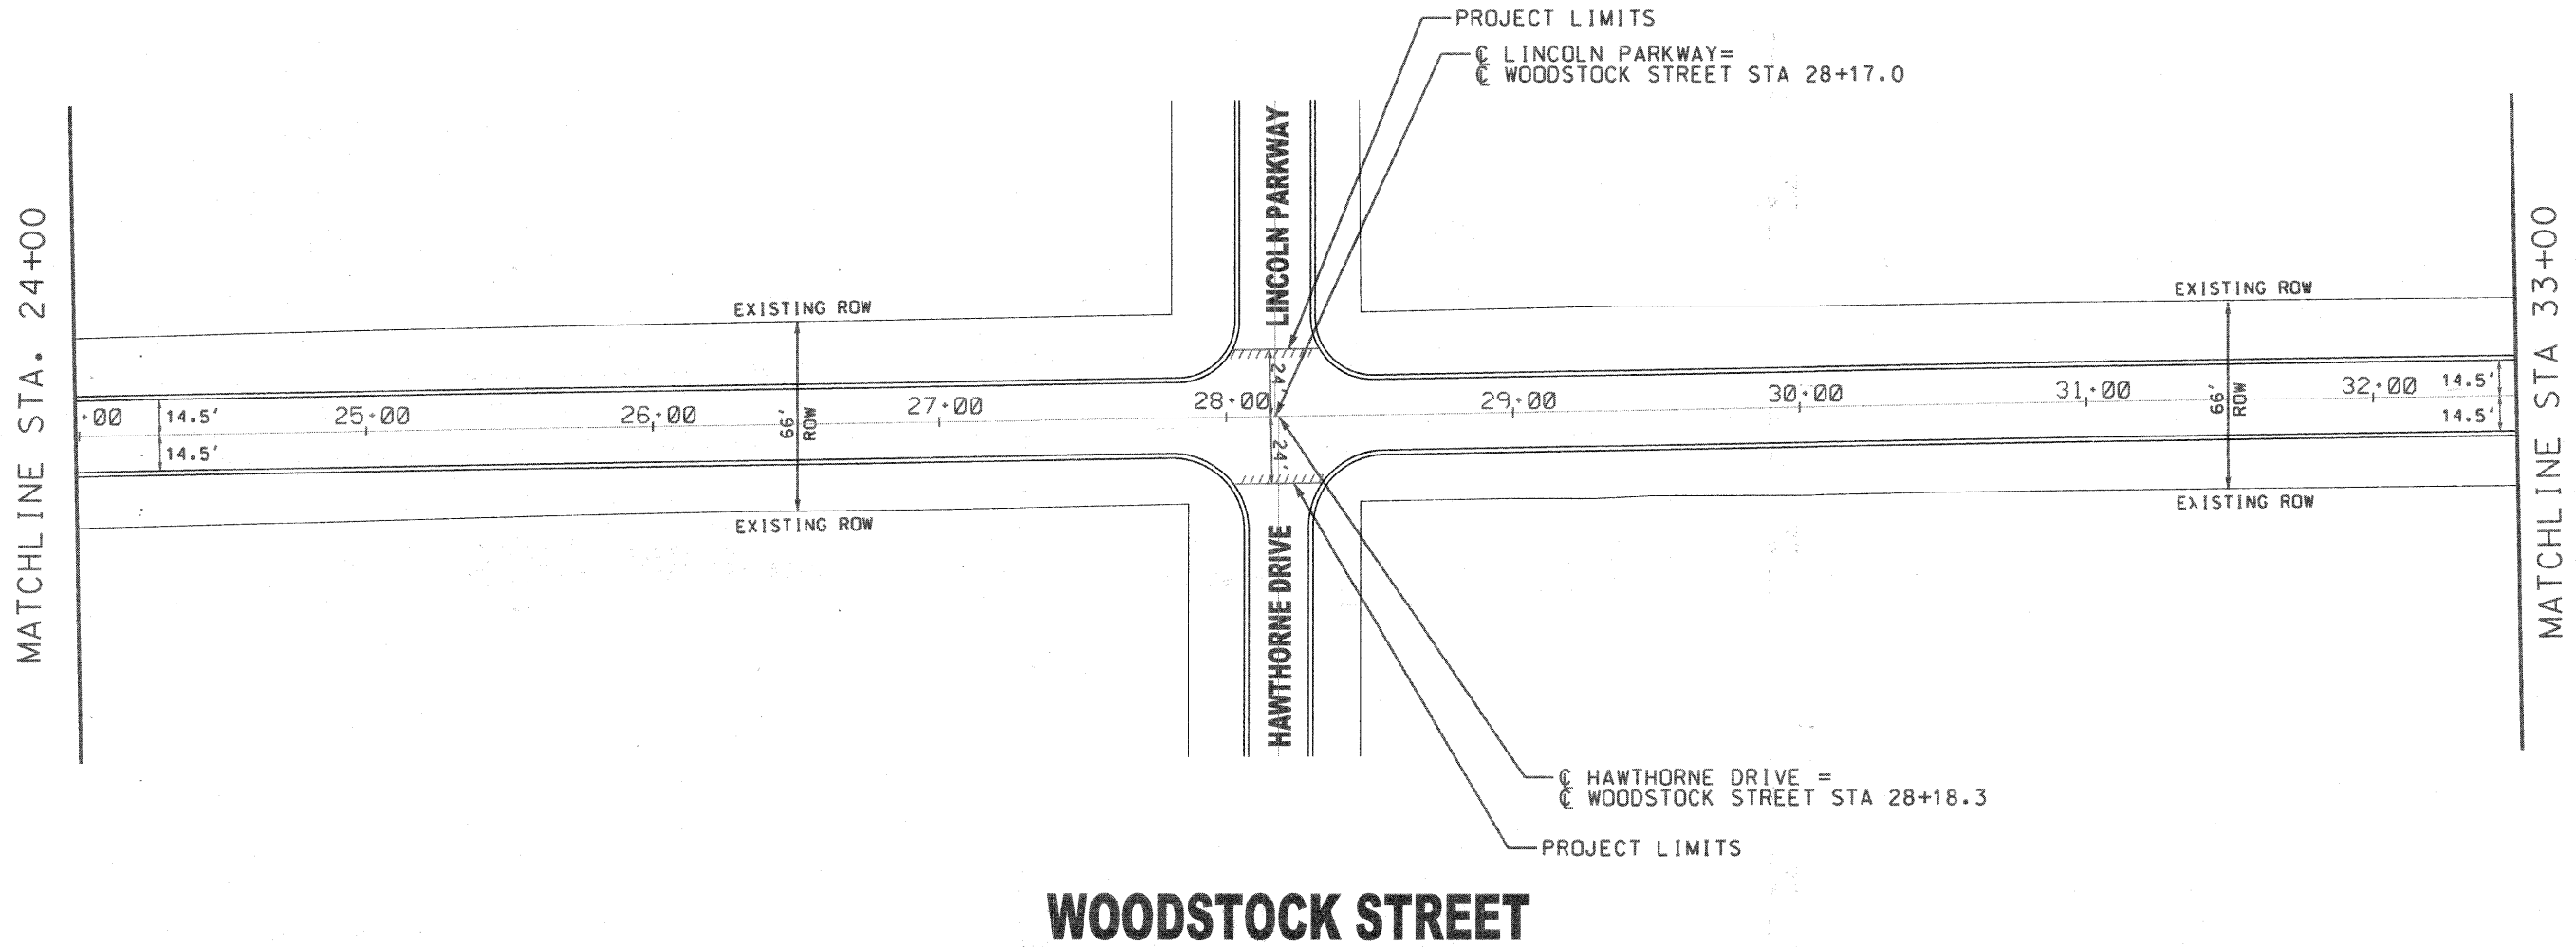 PROJECT LIMITS
℄ LINCOLN PARKWAY=
℄ WOODSTOCK STREET STA 28+17.0
MATCHLINE STA. 24+00
LINCOLN PARKWAY
MATCHLINE STA 33+00
EXISTING ROW
EXISTING ROW
+00
25+00
26+00
27+00
28+00
29+00
30+00
31+00
32+00
14.5'
14.5'
66'
ROW
24'
24'
66'
ROW
14.5'
14.5'
EXISTING ROW
EXISTING ROW
HAWTHORNE DRIVE
℄ HAWTHORNE DRIVE =
℄ WOODSTOCK STREET STA 28+18.3
PROJECT LIMITS
WOODSTOCK STREET